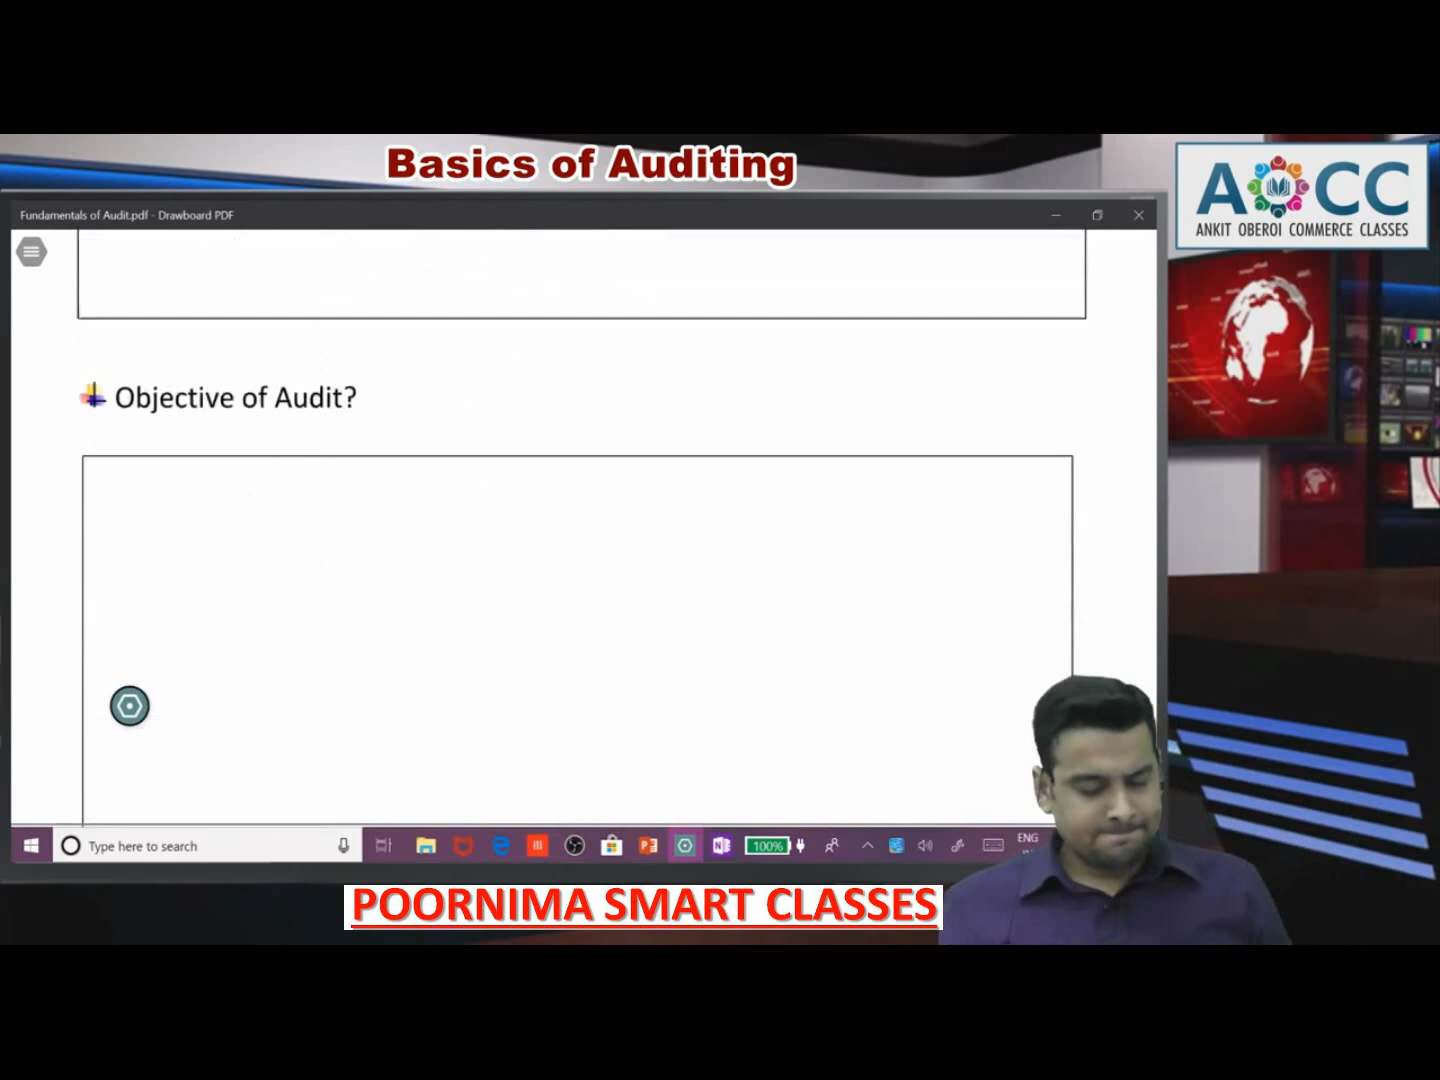 Basics of Auditing
AOCC
ANKIT OBEROI COMMERCE CLASSES
Fundamentals of Audit.pdf - Drawboard PDF
Objective of Audit?
Type here to search
100%
ENG
POORNIMA SMART CLASSES